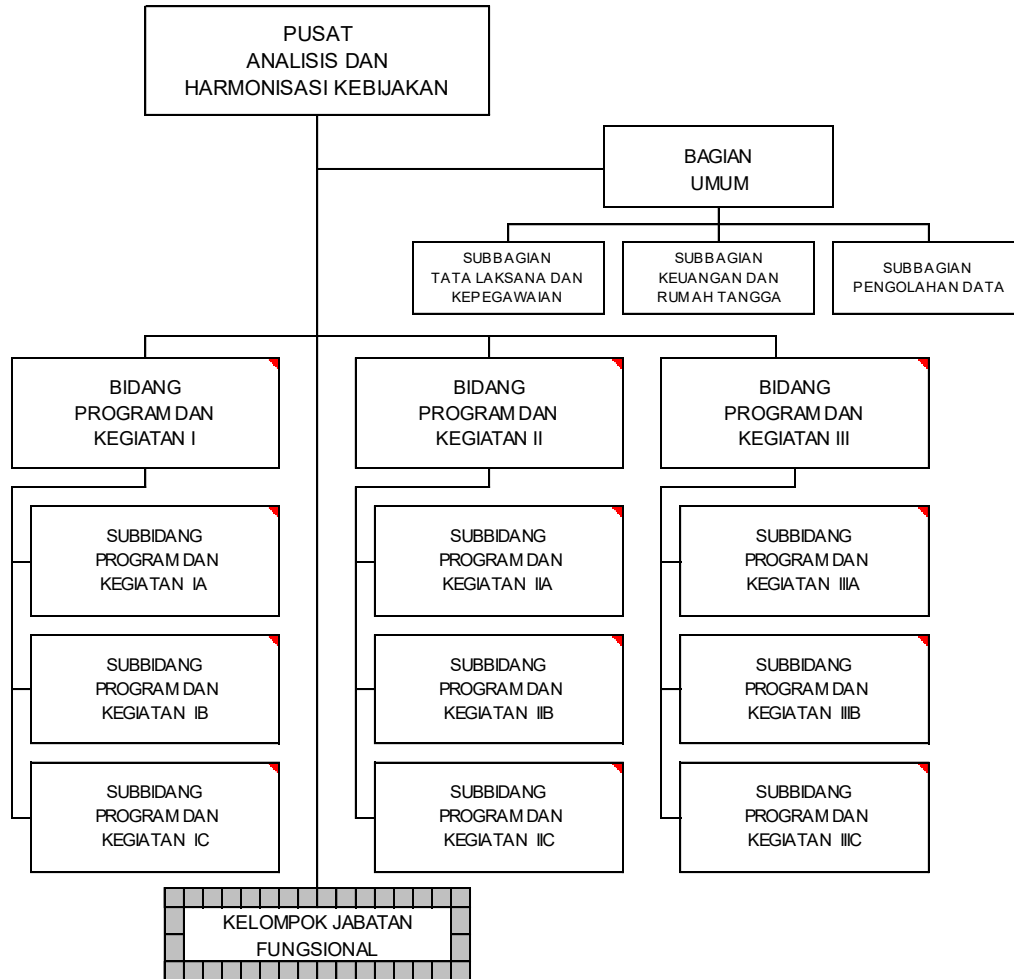 PUSAT
ANALISIS DAN
HARMONISASI KEBIJAKAN
BAGIAN
UMUM
SUBBAGIAN
TATA LAKSANA DAN
KEPEGAWAIAN
SUBBAGIAN
KEUANGAN DAN
RUMAH TANGGA
SUBBAGIAN
PENGOLAHAN DATA
BIDANG
PROGRAM DAN
KEGIATAN I
BIDANG
PROGRAM DAN
KEGIATAN II
BIDANG
PROGRAM DAN
KEGIATAN III
SUBBIDANG
PROGRAM DAN
KEGIATAN IA
SUBBIDANG
PROGRAM DAN
KEGIATAN IIA
SUBBIDANG
PROGRAM DAN
KEGIATAN IIIA
SUBBIDANG
PROGRAM DAN
KEGIATAN IB
SUBBIDANG
PROGRAM DAN
KEGIATAN IIB
SUBBIDANG
PROGRAM DAN
KEGIATAN IIIB
SUBBIDANG
PROGRAM DAN
KEGIATAN IC
SUBBIDANG
PROGRAM DAN
KEGIATAN IIC
SUBBIDANG
PROGRAM DAN
KEGIATAN IIIC
KELOMPOK JABATAN
FUNGSIONAL